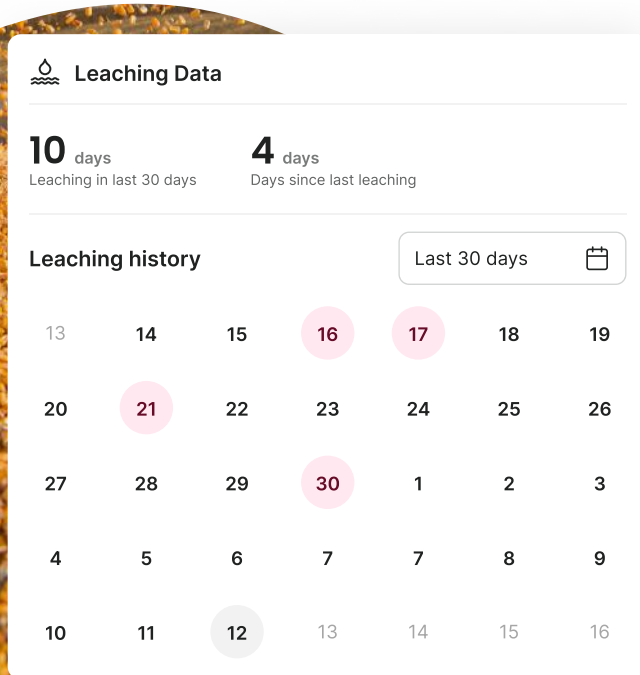 Leaching Data
10 days
4 days
Leaching in last 30 days
Days since last leaching
Leaching history
Last 30 days
13 14 15 16 17 18 19
20 21 22 23 24 25 26
27 28 29 30 1 2 3
4 5 6 7 7 8 9
10 11 12 13 14 15 16